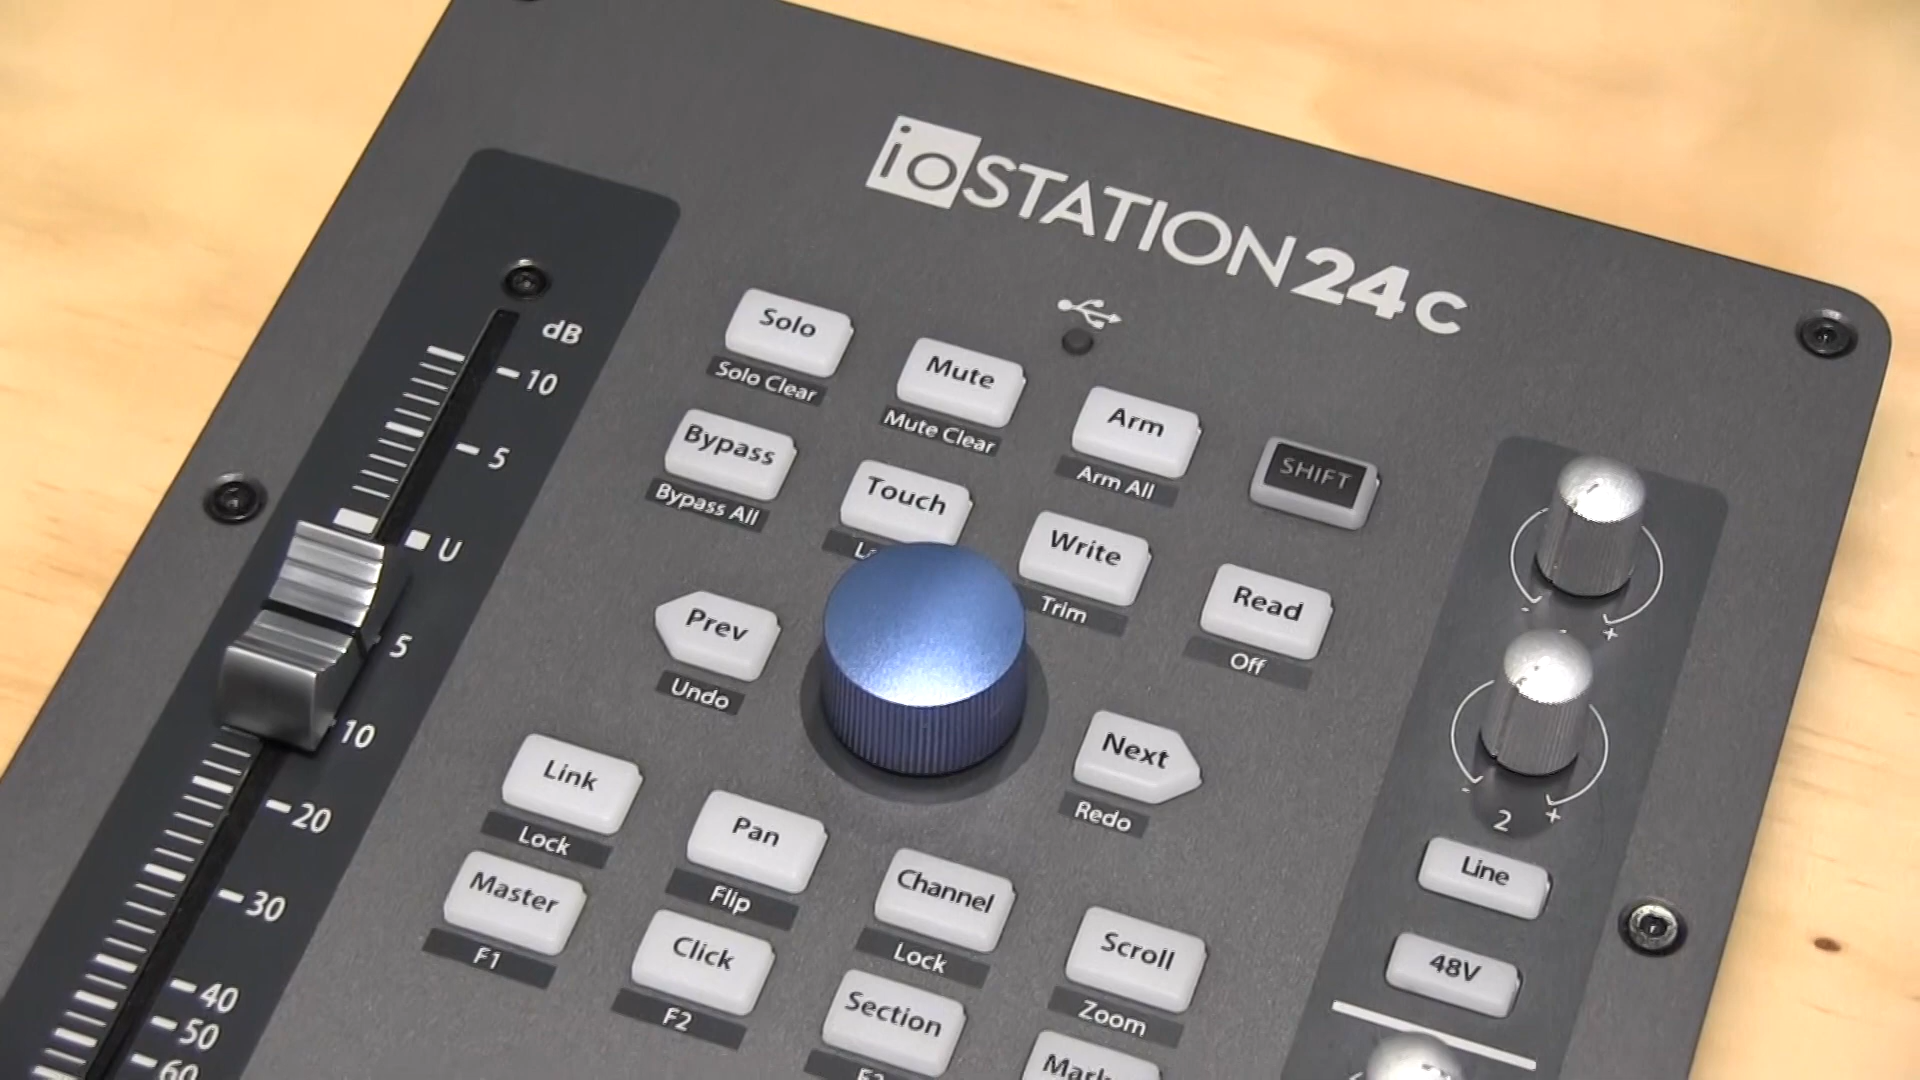 ioSTATION24c
dB
10
5
U
5
10
20
30
40
50
60
Solo
Solo Clear
Mute
Mute Clear
Arm
Arm All
SHIFT
Bypass
Bypass All
Touch
Write
Trim
Read
Off
Prev
Undo
Next
Redo
Link
Lock
Pan
Flip
Channel
Lock
Scroll
Zoom
Master
F1
Click
F2
Section
- +
- +
2
Line
48V